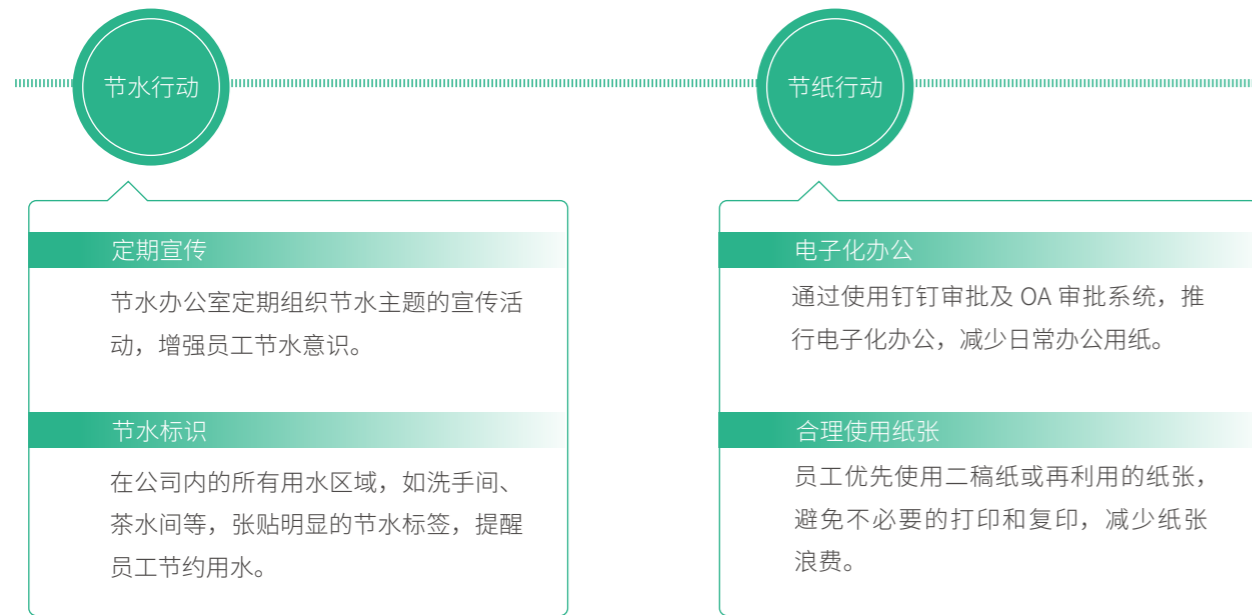 节水行动
定期宣传
节水办公室定期组织节水主题的宣传活
动，增强员工节水意识。
节水标识
在公司内的所有用水区域，如洗手间、
茶水间等，张贴明显的节水标签，提醒
员工节约用水。
节纸行动
电子化办公
通过使用钉钉审批及 OA 审批系统，推
行电子化办公，减少日常办公用纸。
合理使用纸张
员工优先使用二稿纸或再利用的纸张，
避免不必要的打印和复印，减少纸张
浪费。